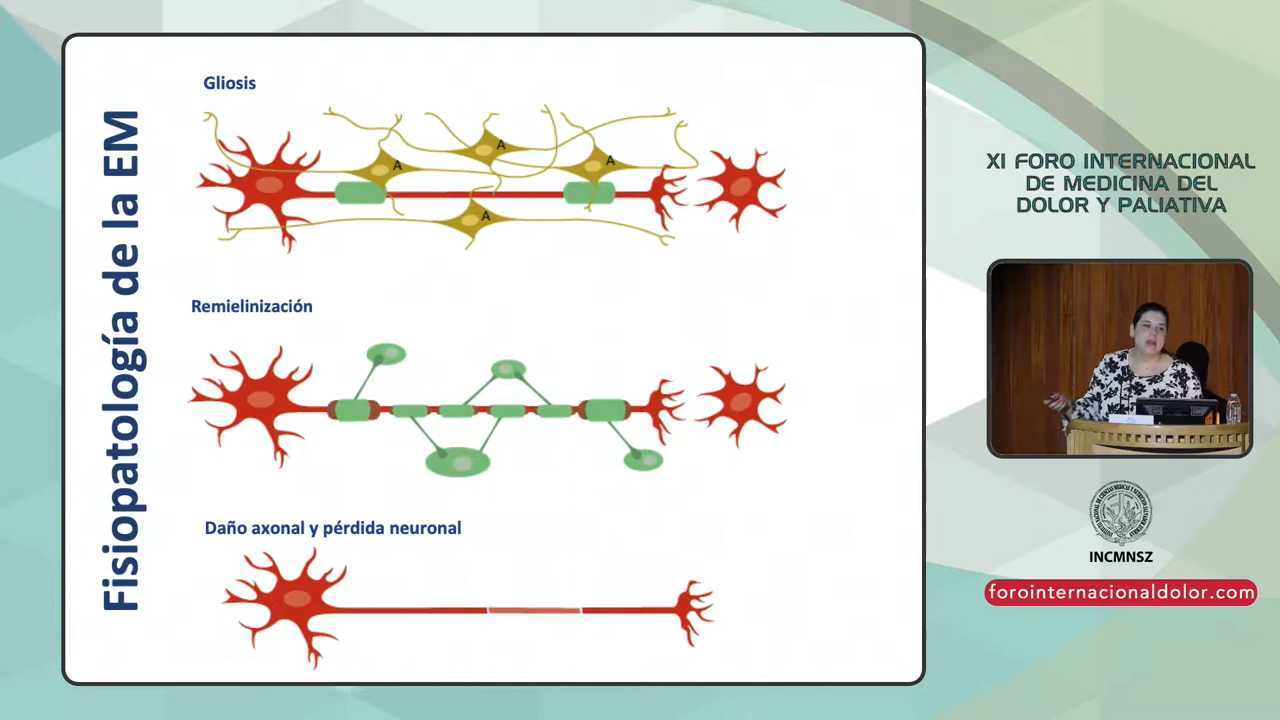 Fisiopatología de la EM
Gliosis
A
A
A
A
Remielinización
Daño axonal y pérdida neuronal
XI FORO INTERNACIONAL
DE MEDICINA DEL
DOLOR Y PALIATIVA
INCMNSZ
forointernacionaldolor.com